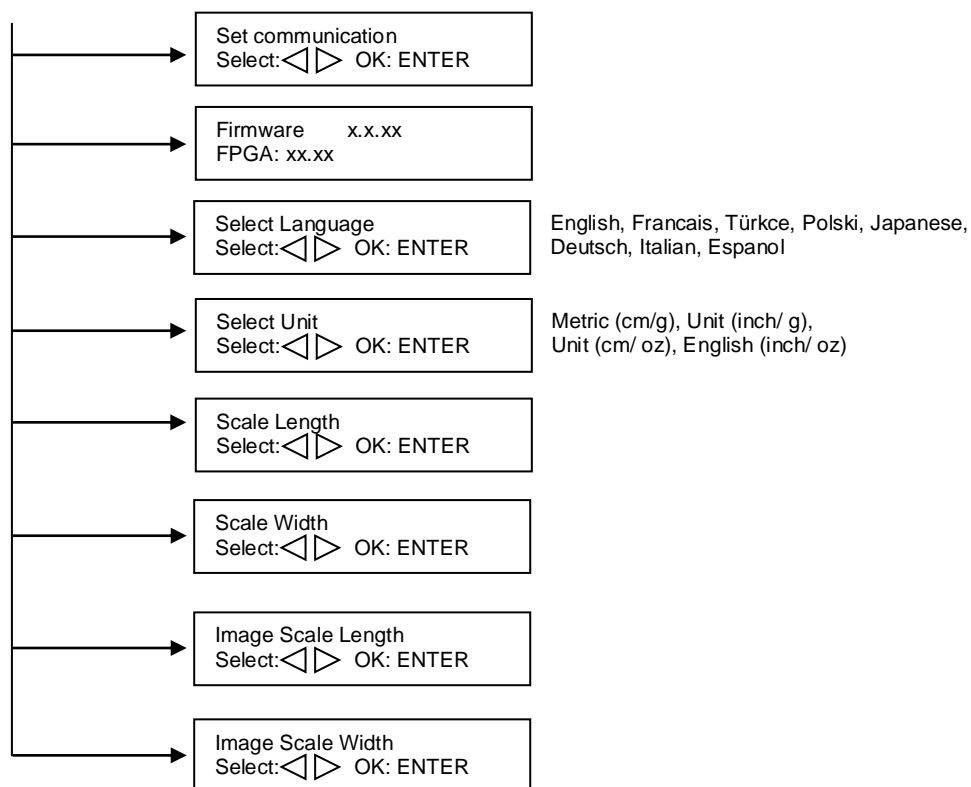 Set communication
Select: OK: ENTER
Firmware x.x.xx
FPGA: xx.xx
Select Language
Select: OK: ENTER
English, Francais, Türkce, Polski, Japanese,
Deutsch, Italian, Espanol
Select Unit
Select: OK: ENTER
Metric (cm/g), Unit (inch/ g),
Unit (cm/ oz), English (inch/ oz)
Scale Length
Select: OK: ENTER
Scale Width
Select: OK: ENTER
Image Scale Length
Select: OK: ENTER
Image Scale Width
Select: OK: ENTER